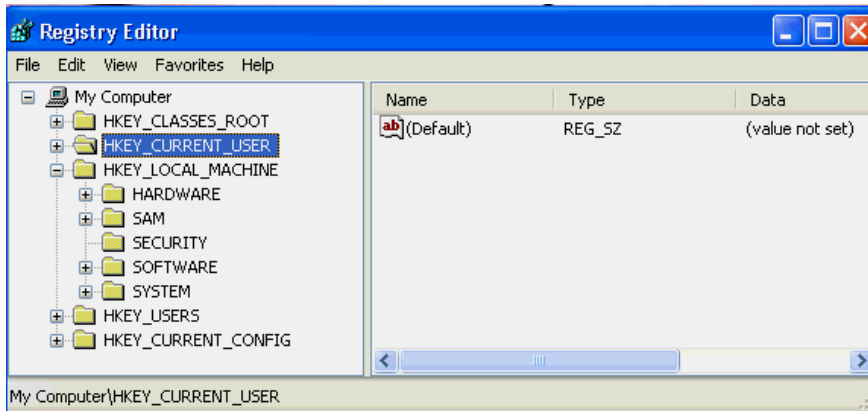 Registry Editor
File Edit View Favorites Help
My Computer
HKEY_CLASSES_ROOT
HKEY_CURRENT_USER
HKEY_LOCAL_MACHINE
HARDWARE
SAM
SECURITY
SOFTWARE
SYSTEM
HKEY_USERS
HKEY_CURRENT_CONFIG
Name Type Data
ab (Default) REG_SZ (value not set)
My Computer\HKEY_CURRENT_USER